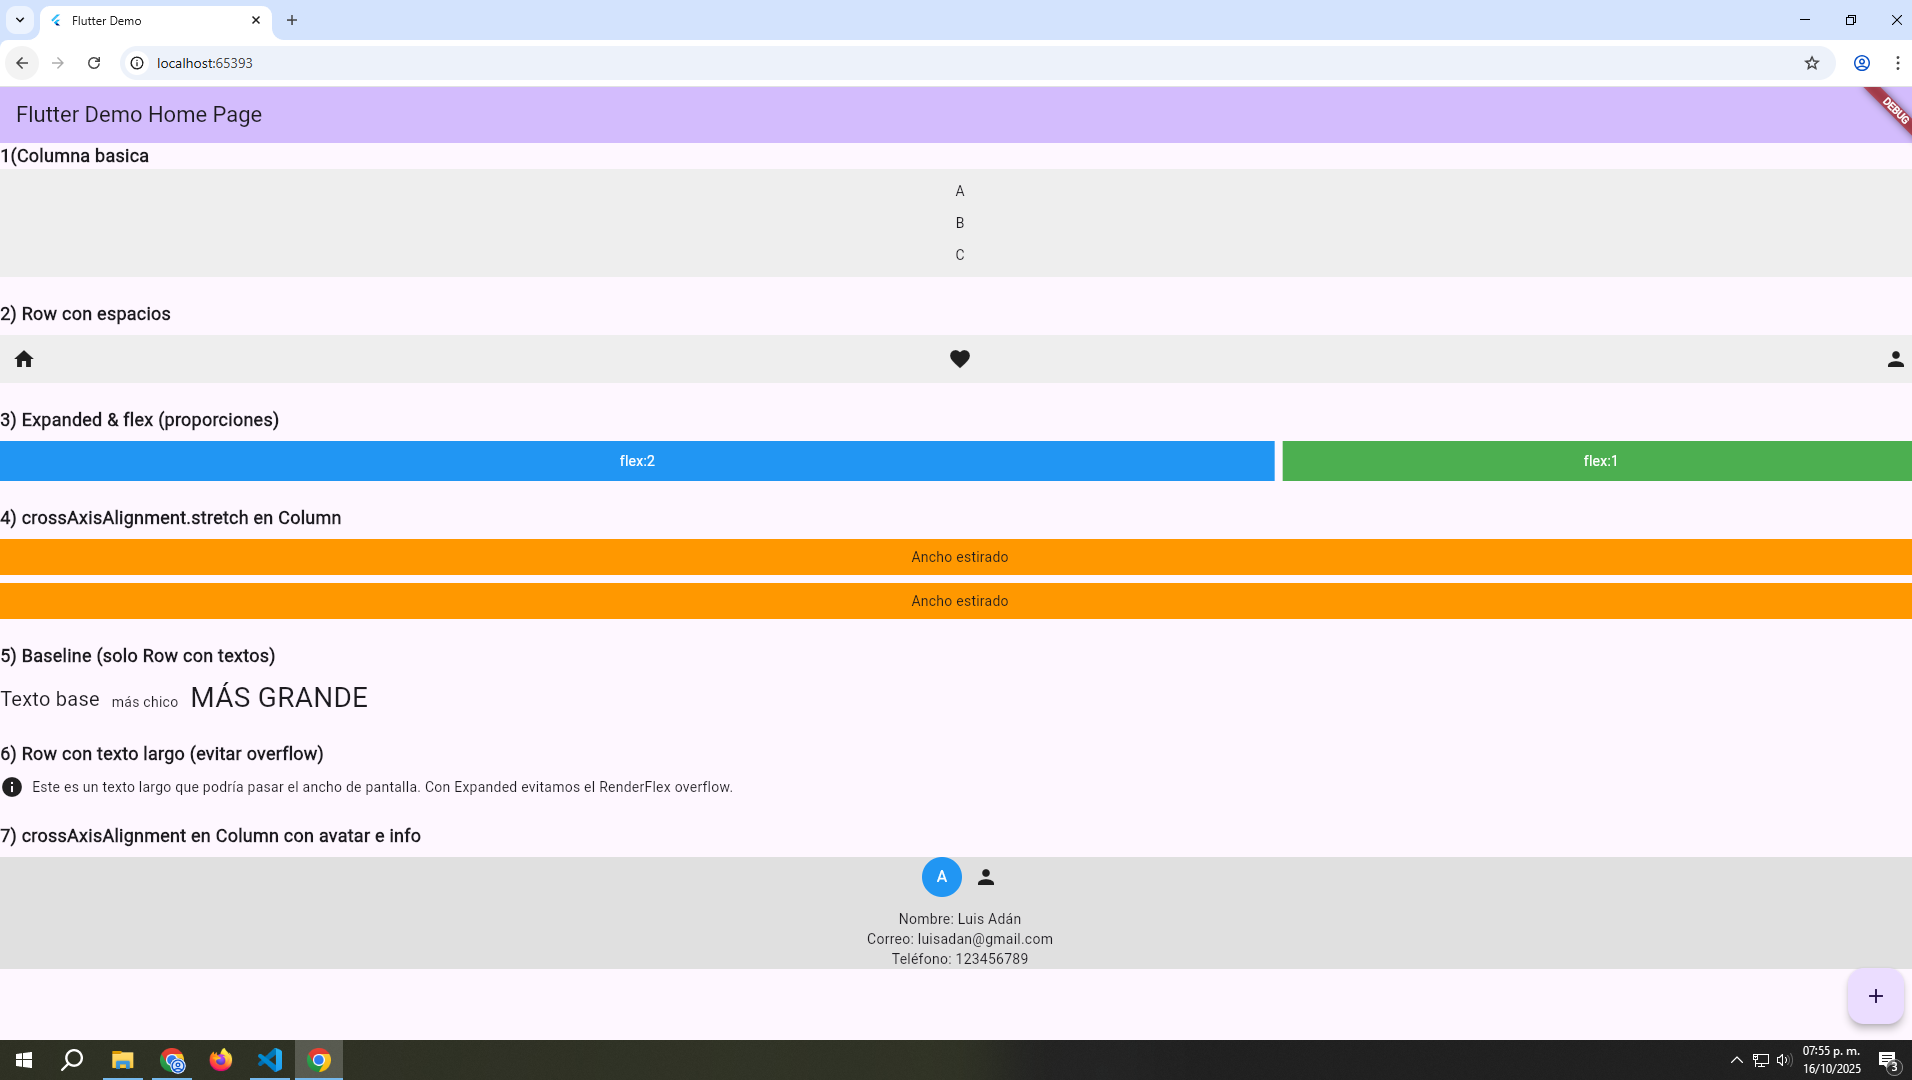 Flutter Demo
localhost:65393
Flutter Demo Home Page
DEBUG
1(Columna basica
A
B
C
2) Row con espacios
3) Expanded & flex (proporciones)
flex:2 flex:1
4) crossAxisAlignment.stretch en Column
Ancho estirado
Ancho estirado
5) Baseline (solo Row con textos)
Texto base más chico MÁS GRANDE
6) Row con texto largo (evitar overflow)
Este es un texto largo que podría pasar el ancho de pantalla. Con Expanded evitamos el RenderFlex overflow.
7) crossAxisAlignment en Column con avatar e info
A
Nombre: Luis Adán
Correo: luisadan@gmail.com
Teléfono: 123456789
07:55 p. m.
16/10/2025
3